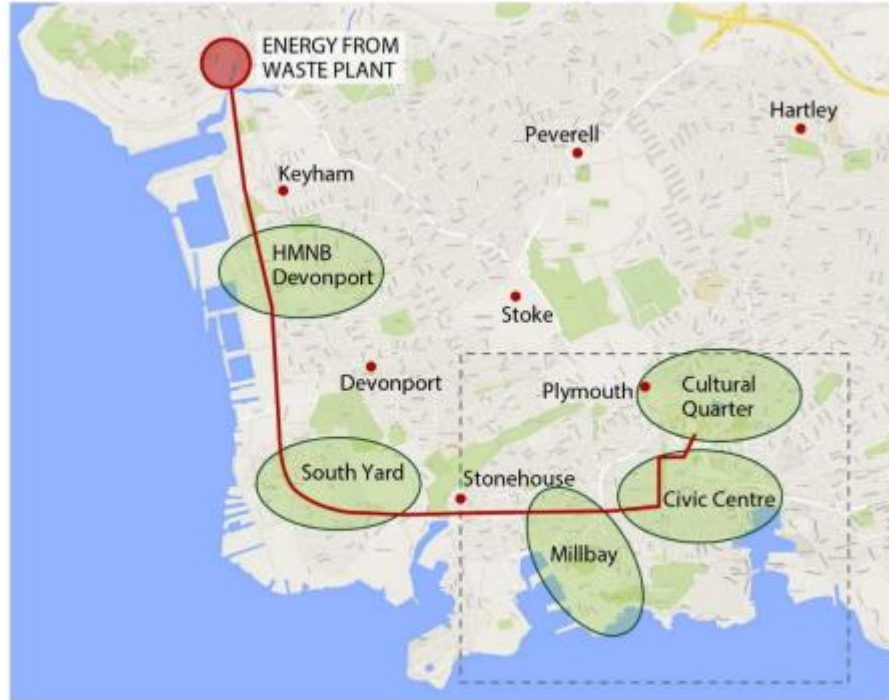 ENERGY FROM
WASTE PLANT
Hartley
Peverell
Keyham
HMNB
Devonport
Stoke
Devonport
Plymouth
Cultural
Quarter
South Yard
Stonehouse
Civic Centre
Millbay